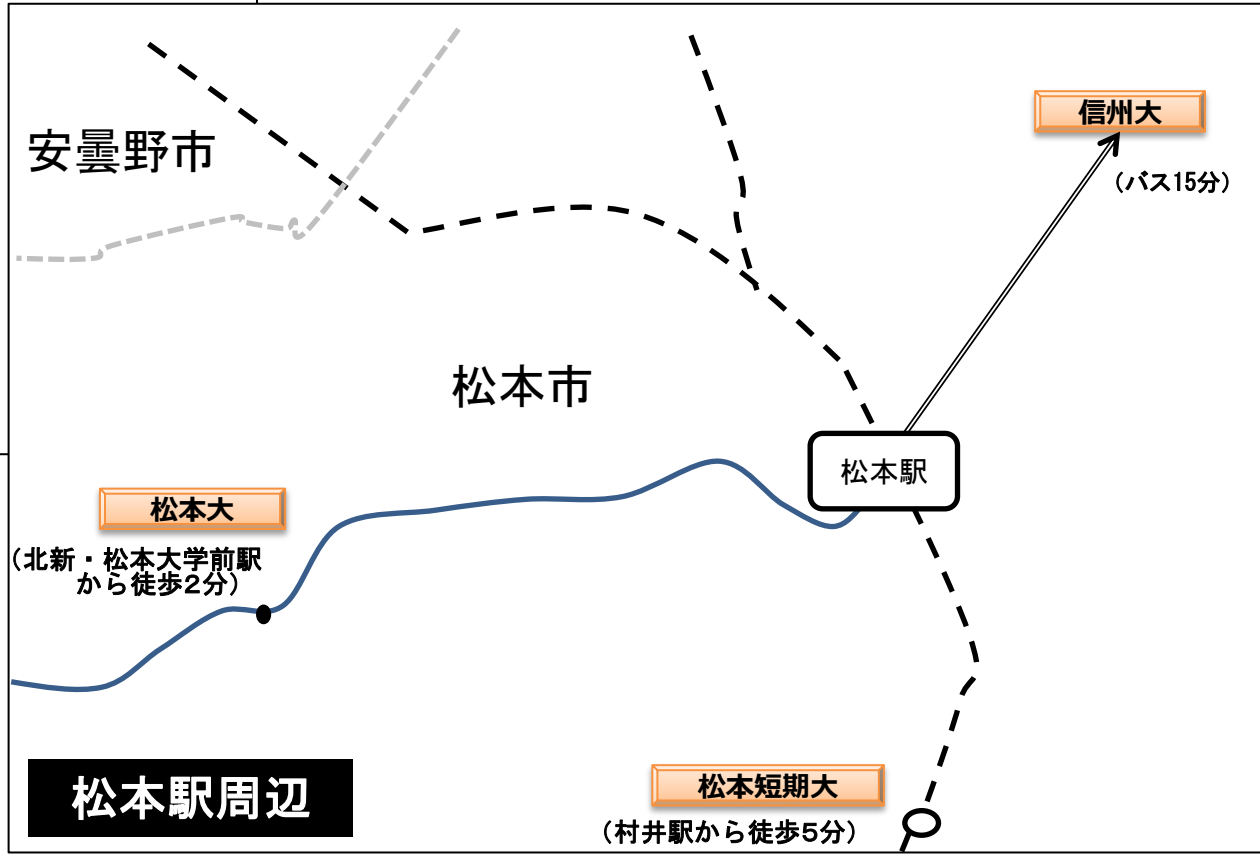 信州大
（バス15分）
安曇野市
松本市
松本駅
松本大
（北新・松本大学前駅
から徒歩2分）
松本短期大
（村井駅から徒歩5分）
松本駅周辺